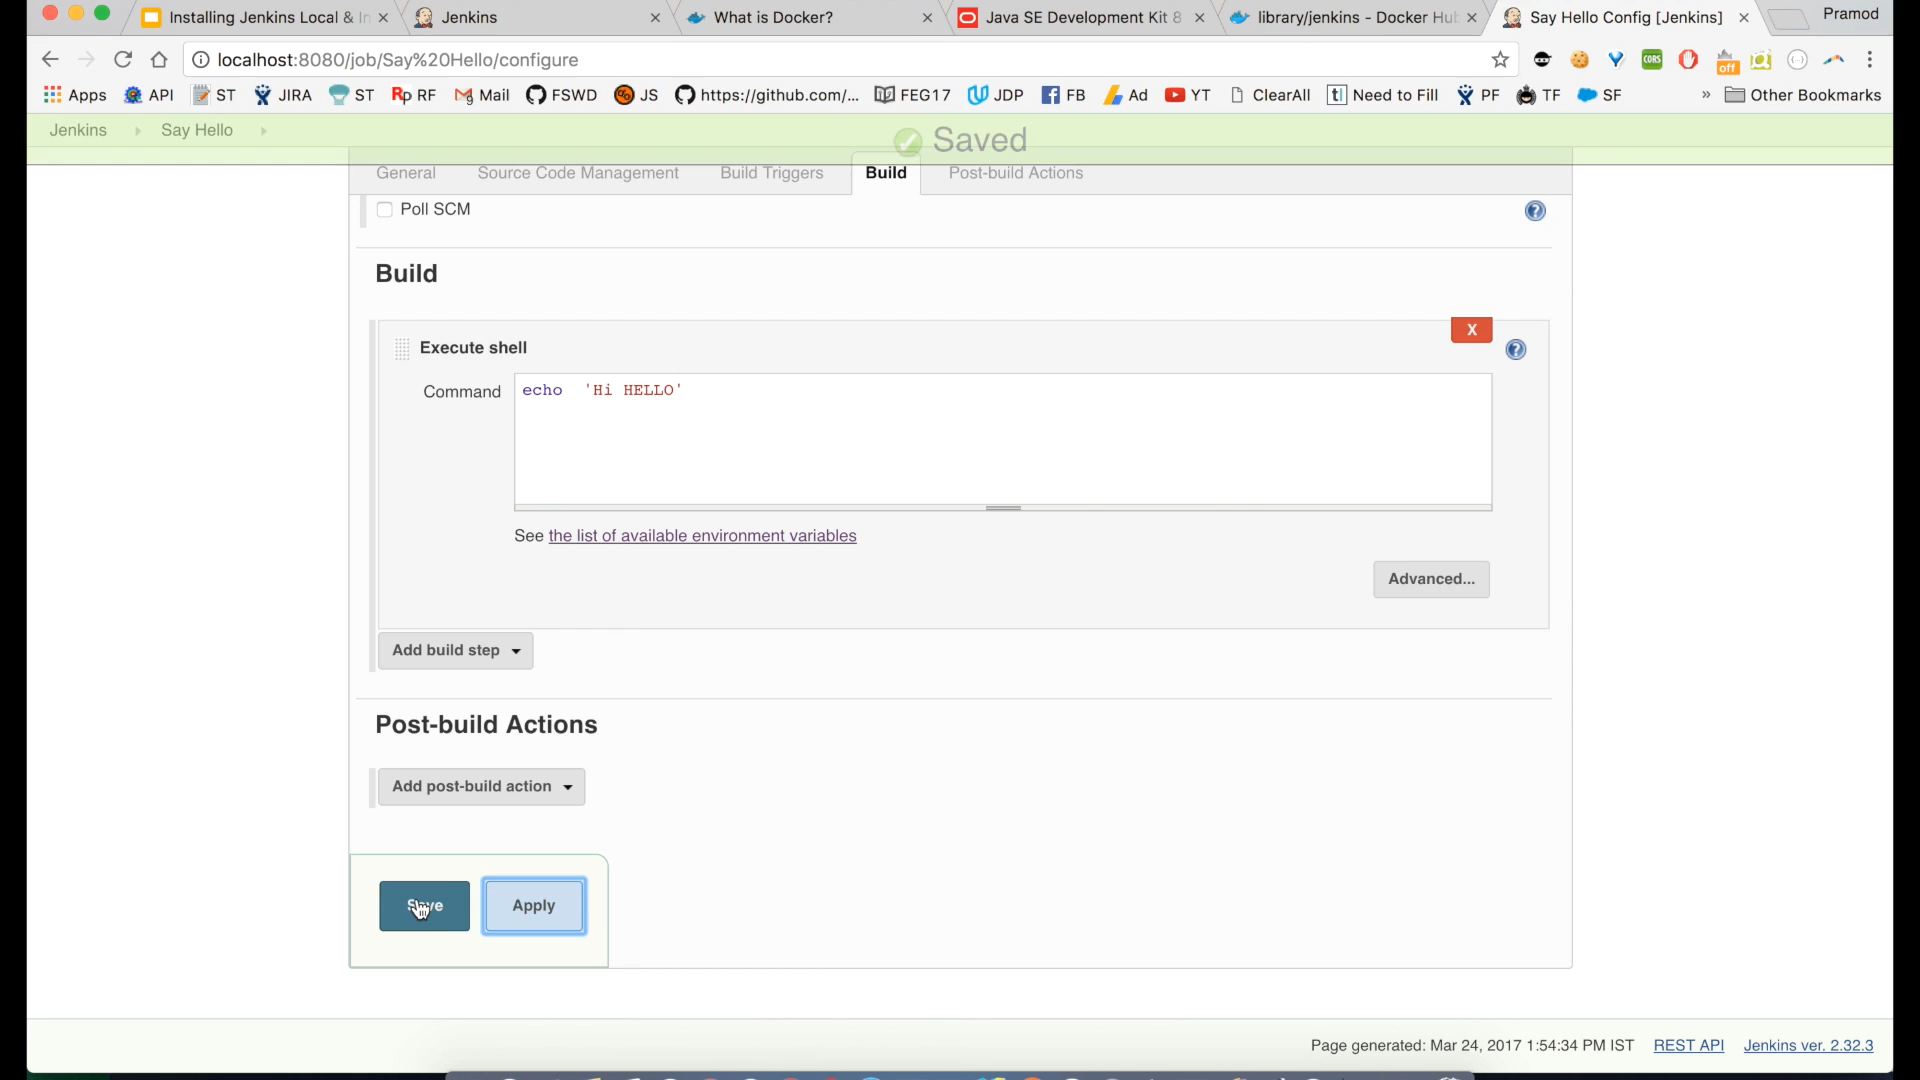 Installing Jenkins Local & In
Jenkins
What is Docker?
Java SE Development Kit 8
library/jenkins - Docker Hub
Say Hello Config [Jenkins]
Pramod
localhost:8080/job/Say%20Hello/configure
CORS
off
Apps
API
ST
JIRA
ST
RF
Mail
FSWD
JS
https://github.com/...
FEG17
JDP
FB
Ad
YT
ClearAll
Need to Fill
PF
TF
SF
»
Other Bookmarks
Jenkins
Say Hello
Saved
General
Source Code Management
Build Triggers
Build
Post-build Actions
Poll SCM
Build
X
Execute shell
Command
echo 'Hi HELLO'
See the list of available environment variables
Advanced...
Add build step
Post-build Actions
Add post-build action
Save
Apply
Page generated: Mar 24, 2017 1:54:34 PM IST
REST API
Jenkins ver. 2.32.3